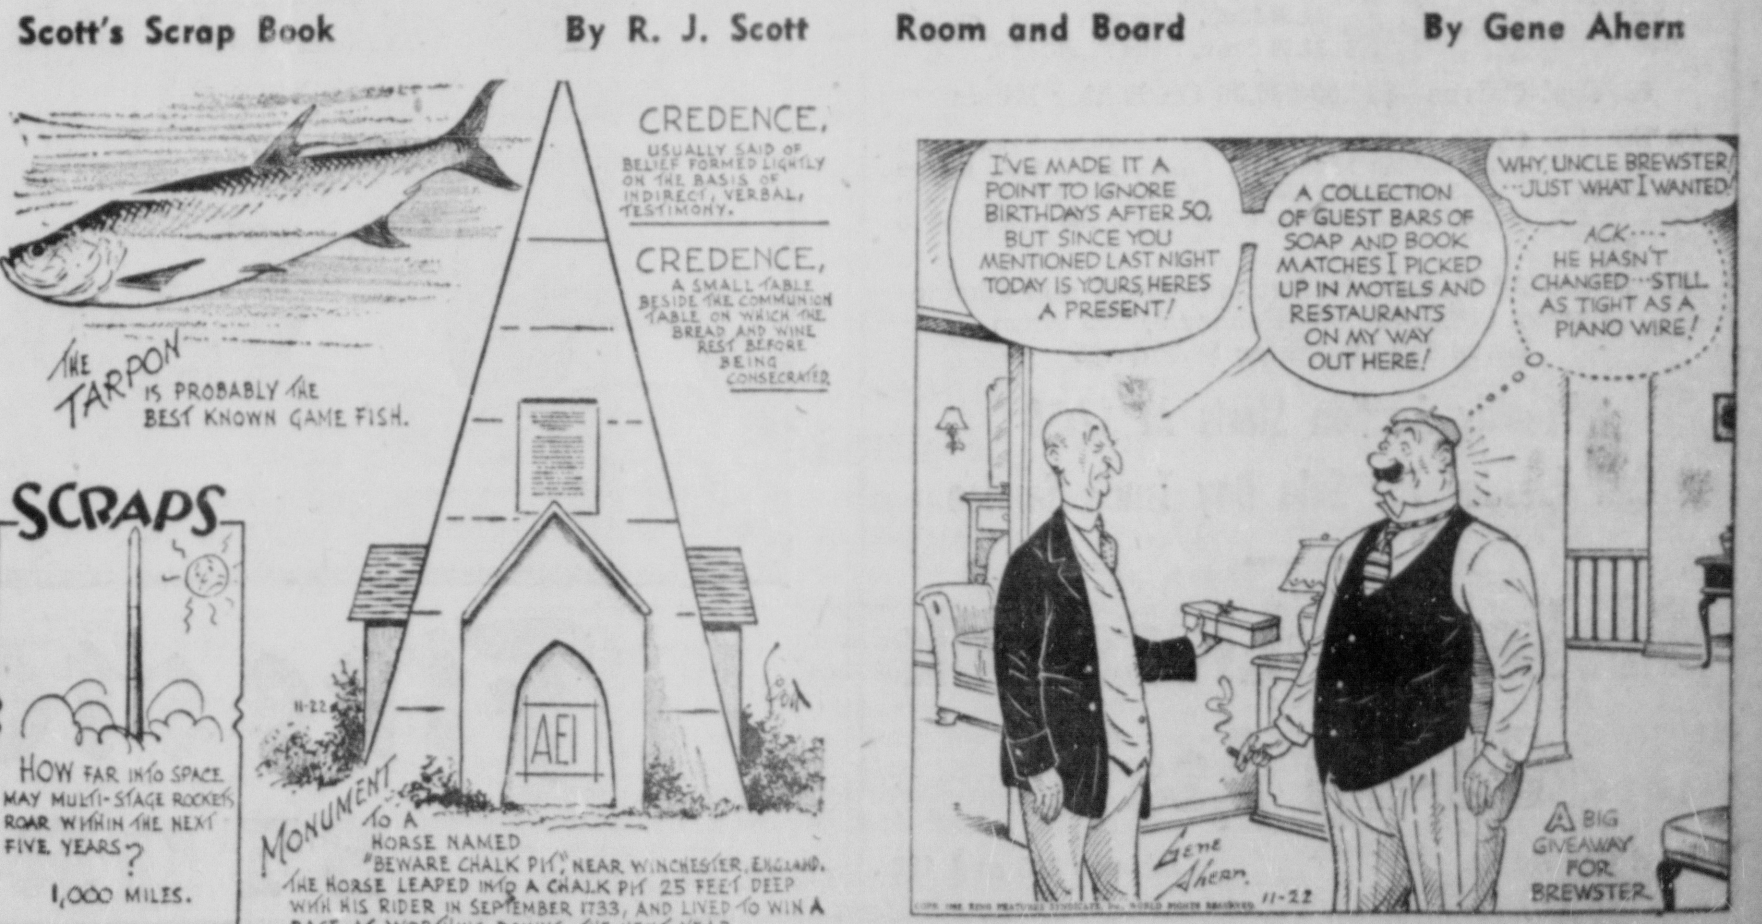 Scott's Scrap Book
By R. J. Scott
CREDENCE,
USUALLY SAID OF
BELIEF FORMED LIGHTLY
ON THE BASIS OF
INDIRECT, VERBAL,
TESTIMONY.
CREDENCE,
A SMALL TABLE
BESIDE THE COMMUNION
TABLE ON WHICH THE
BREAD AND WINE
REST BEFORE
BEING
CONSECRATED.
THE
TARPON
IS PROBABLY THE
BEST KNOWN GAME FISH.
SCRAPS
HOW FAR INTO SPACE
MAY MULTI-STAGE ROCKETS
ROAR WITHIN THE NEXT
FIVE YEARS?
1,000 MILES.
11-22
AEI
MONUMENT
TO A
HORSE NAMED
"BEWARE CHALK PIT," NEAR WINCHESTER, ENGLAND.
THE HORSE LEAPED INTO A CHALK PIT 25 FEET DEEP
WITH HIS RIDER IN SEPTEMBER 1733, AND LIVED TO WIN A
Room and Board
By Gene Ahern
I'VE MADE IT A
POINT TO IGNORE
BIRTHDAYS AFTER 50,
BUT SINCE YOU
MENTIONED LAST NIGHT
TODAY IS YOURS, HERES
A PRESENT!
A COLLECTION
OF GUEST BARS OF
SOAP AND BOOK
MATCHES I PICKED
UP IN MOTELS AND
RESTAURANTS
ON MY WAY
OUT HERE!
WHY, UNCLE BREWSTER!
...JUST WHAT I WANTED!
ACK....
HE HASN'T
CHANGED...STILL
AS TIGHT AS A
PIANO WIRE!
A BIG
GIVEAWAY
FOR
BREWSTER
GENE
AHERN.
11-22
KING FEATURES SYNDICATE, WORLD RIGHTS RESERVED